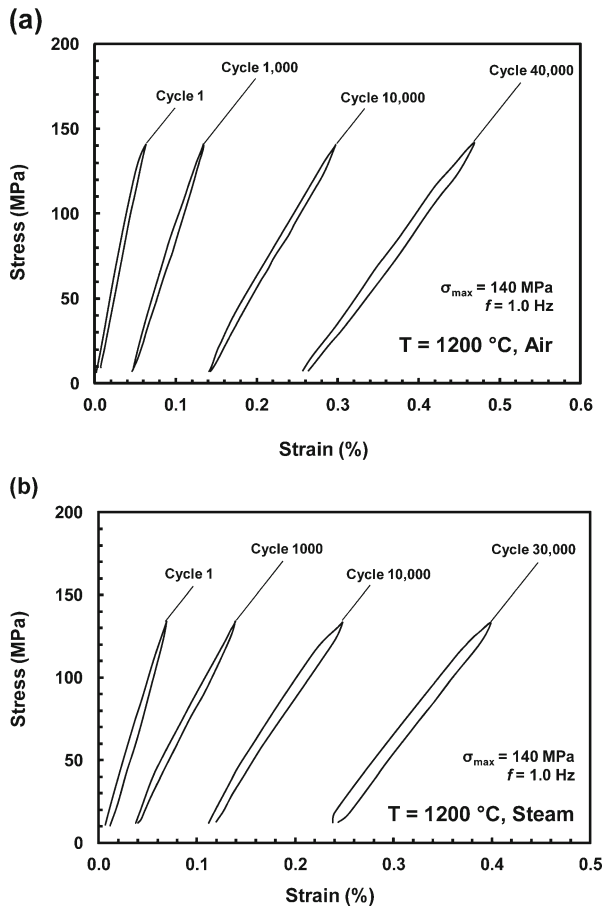 (a)
200
150
100
50
0
Stress (MPa)
Cycle 1
Cycle 1,000
Cycle 10,000
Cycle 40,000
σmax = 140 MPa
f = 1.0 Hz
T = 1200 °C, Air
0.0 0.1 0.2 0.3 0.4 0.5 0.6
Strain (%)
(b)
200
150
100
50
0
Stress (MPa)
Cycle 1
Cycle 1000
Cycle 10,000
Cycle 30,000
σmax = 140 MPa
f = 1.0 Hz
T = 1200 °C, Steam
0.0 0.1 0.2 0.3 0.4 0.5
Strain (%)